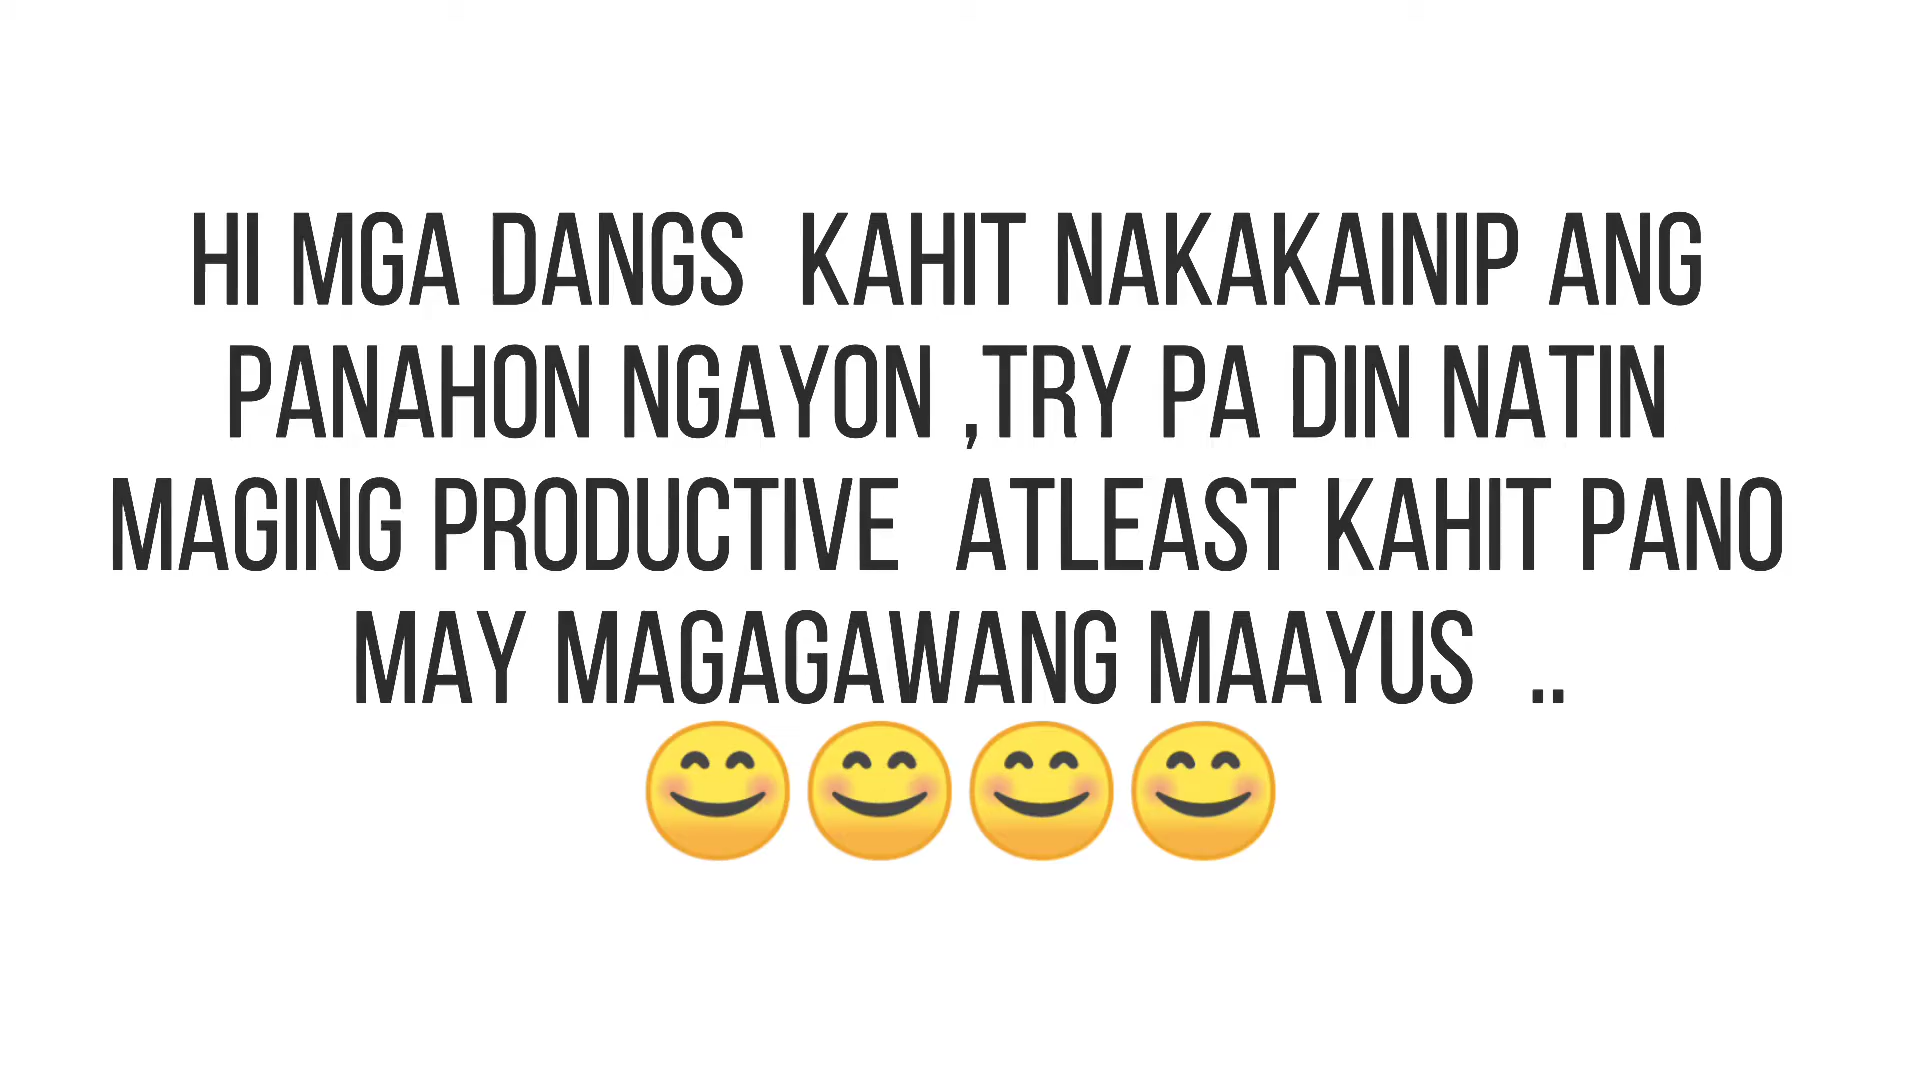 HI MGA DANGS  KAHIT NAKAKAINIP ANG
PANAHON NGAYON ,TRY PA DIN NATIN
MAGING PRODUCTIVE  ATLEAST KAHIT PANO
MAY MAGAGAWANG MAAYUS  ..
😊😊😊😊